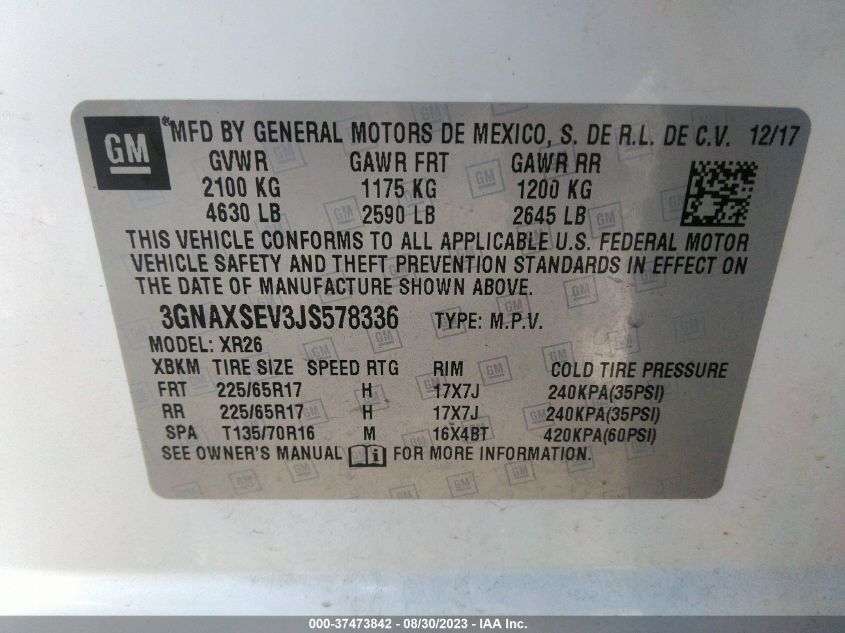 GM ®MFD BY GENERAL MOTORS DE MEXICO, S. DE R.L. DE C.V. 12/17
GVWR GAWR FRT GAWR RR
2100 KG 1175 KG 1200 KG
4630 LB 2590 LB 2645 LB
THIS VEHICLE CONFORMS TO ALL APPLICABLE U.S. FEDERAL MOTOR
VEHICLE SAFETY AND THEFT PREVENTION STANDARDS IN EFFECT ON
THE DATE OF MANUFACTURE SHOWN ABOVE.
3GNAXSEV3JS578336 TYPE: M.P.V.
MODEL: XR26
XBKM TIRE SIZE SPEED RTG RIM COLD TIRE PRESSURE
FRT 225/65R17 H 17X7J 240KPA(35PSI)
RR 225/65R17 H 17X7J 240KPA(35PSI)
SPA T135/70R16 M 16X4BT 420KPA(60PSI)
SEE OWNER'S MANUAL FOR MORE INFORMATION.
000-37473842 - 08/30/2023 - IAA Inc.